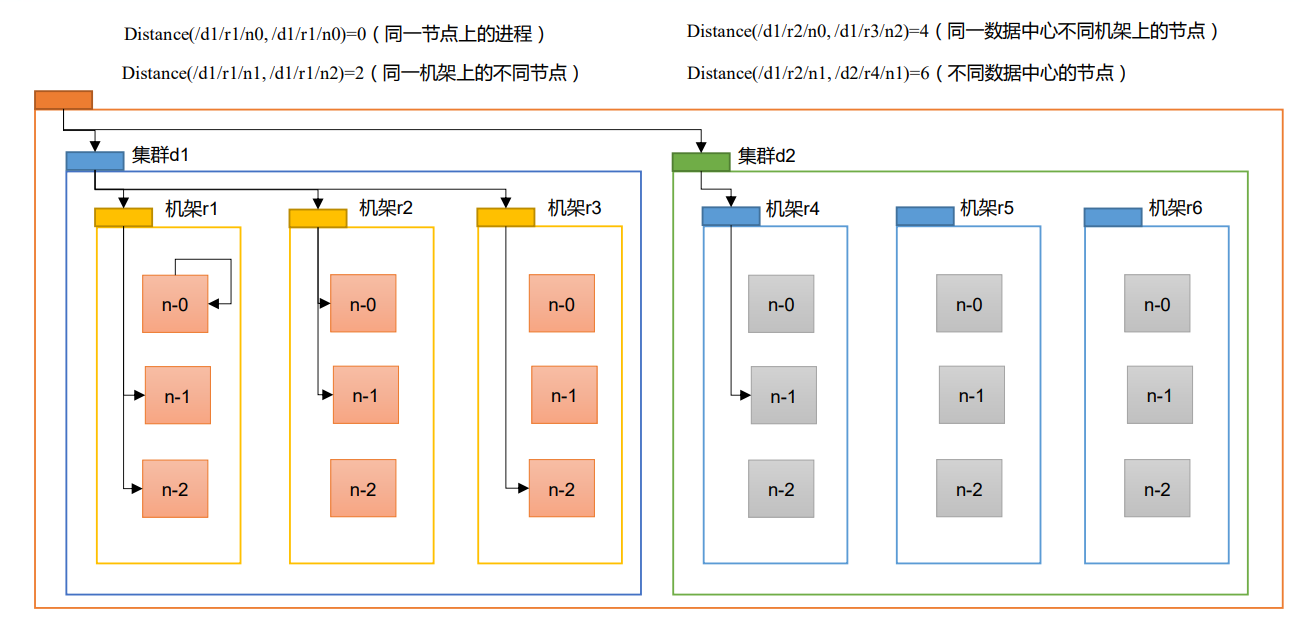 Distance(/d1/r1/n0, /d1/r1/n0)=0（同一节点上的进程）
Distance(/d1/r2/n0, /d1/r3/n2)=4（同一数据中心不同机架上的节点）
Distance(/d1/r1/n1, /d1/r1/n2)=2（同一机架上的不同节点）
Distance(/d1/r2/n1, /d2/r4/n1)=6（不同数据中心的节点）
集群d1
集群d2
机架r1
机架r2
机架r3
机架r4
机架r5
机架r6
n-0
n-0
n-0
n-0
n-0
n-0
n-1
n-1
n-1
n-1
n-1
n-1
n-2
n-2
n-2
n-2
n-2
n-2